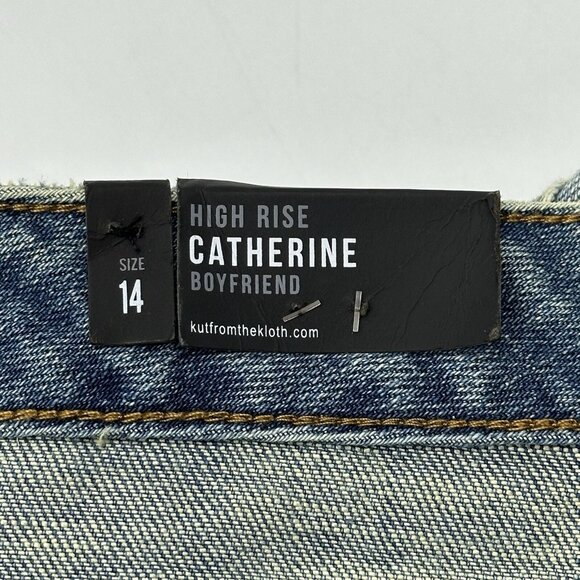 SIZE
14
HIGH RISE
CATHERINE
BOYFRIEND
kutfromthekloth.com